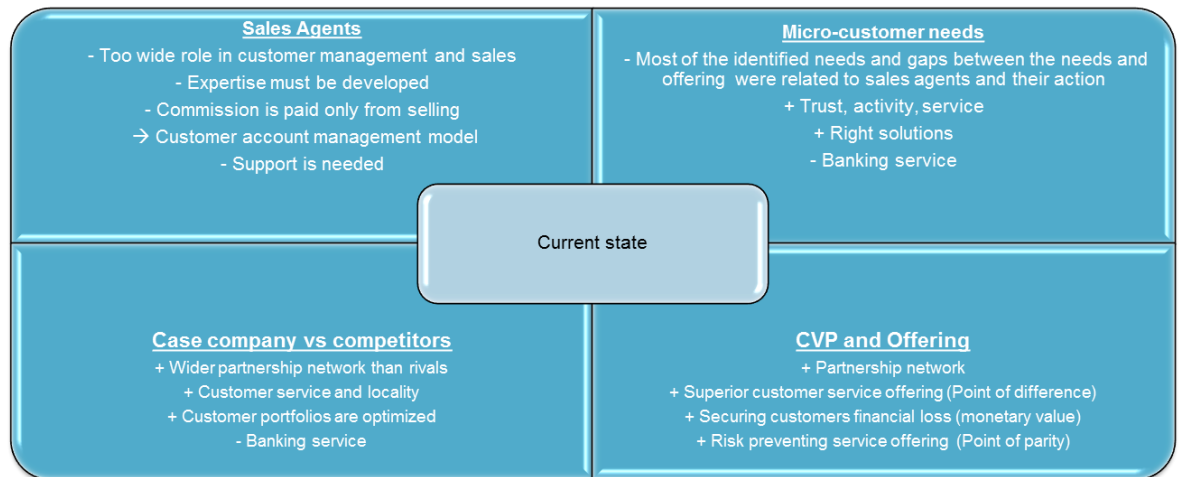 Sales Agents
- Too wide role in customer management and sales
- Expertise must be developed
- Commission is paid only from selling
→ Customer account management model
- Support is needed
Micro-customer needs
- Most of the identified needs and gaps between the needs and
offering were related to sales agents and their action
+ Trust, activity, service
+ Right solutions
- Banking service
Current state
Case company vs competitors
+ Wider partnership network than rivals
+ Customer service and locality
+ Customer portfolios are optimized
- Banking service
CVP and Offering
+ Partnership network
+ Superior customer service offering (Point of difference)
+ Securing customers financial loss (monetary value)
+ Risk preventing service offering (Point of parity)